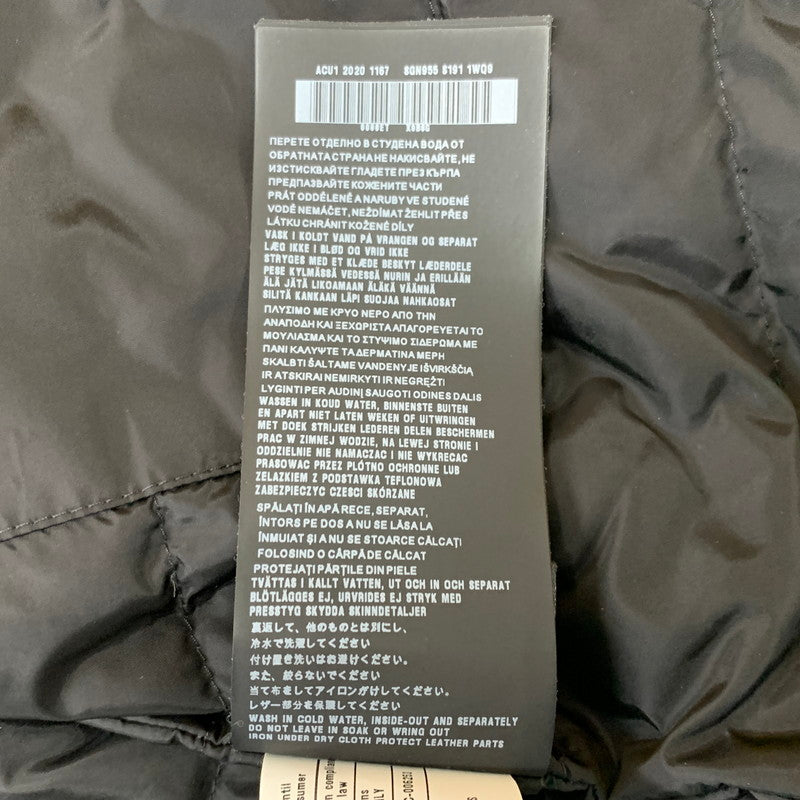 ACU1 2020 1167 SGN955 S191 1WQ9
ПЕРЕТЕ ОТДЕЛНО В СТУДЕНА ВОДА ОТ
ОБРАТНАТА СТРАНА НЕ НАКИСВАЙТЕ, НЕ
ИЗСТИСКВАЙТЕ ГЛАДЕТЕ ПРЕЗ КЪРПА
ПРЕДПАЗВАЙТЕ КОЖЕНИТЕ ЧАСТИ
PRÁT ODDĚLENĚ A NARUBY VE STUDENÉ
VODĚ NEMÁČET, NEŽDÍMAT ŽEHLIT PŘES
LÁTKU CHRÁNIT KOŽENÉ DÍLY
VASK I KOLDT VAND PÅ VRANGEN OG SEPARAT
LÆG IKKE I BLØD OG VRID IKKE
STRYGES MED ET KLÆDE BESKYT LÆDERDELE
PESE KYLMÄSSÄ VEDESSÄ NURIN JA ERILLÄÄN
ÄLÄ JÄTÄ LIKOAMAAN ÄLÄKÄ VÄÄNNÄ
SILITÄ KANKAAN LÄPI SUOJAA NAHKAOSAT
ΠΛΥΣΙΜΟ ΜΕ ΚΡΥΟ ΝΕΡΟ ΑΠΟ ΤΗΝ
ΑΝΑΠΟΔΗ ΚΑΙ ΞΕΧΩΡΙΣΤΑ ΑΠΑΓΟΡΕΥΕΤΑΙ ΤΟ
ΜΟΥΛΙΑΣΜΑ ΚΑΙ ΤΟ ΣΤΥΨΙΜΟ ΣΙΔΕΡΩΜΑ ΜΕ
ΠΑΝΙ ΚΑΛΥΨΤΕ ΤΑ ΔΕΡΜΑΤΙΝΑ ΜΕΡΗ
SKALBTI ŠALTAME VANDENYJE IŠVIRKŠČIĄ
IR ATSKIRAI NEMIRKYTI IR NEGRĘŽTI
LYGINTI PER AUDINĮ SAUGOTI ODINES DALIS
WASSEN IN KOUD WATER, BINNENSTE BUITEN
EN APART NIET LATEN WEKEN OF UITWRINGEN
MET DOEK STRIJKEN LEDEREN DELEN BESCHERMEN
PRAC W ZIMNEJ WODZIE, NA LEWEJ STRONIE I
ODDZIELNIE NIE NAMACZAC I NIE WYKRECAC
PRASOWAC PRZEZ PŁÓTNO OCHRONNE LUB
ZELAZKIEM Z PODSTAWKA TEFLONOWA
ZABEZPIECZYC CZESCI SKÓRZANE
SPĂLAȚI ÎN APĂ RECE, SEPARAT,
ÎNTORS PE DOS A NU SE LĂSA LA
ÎNMUIAT ȘI A NU SE STOARCE CĂLCAȚI
FOLOSIND O CÂRPĂ DE CĂLCAT
PROTEJAȚI PĂRȚILE DIN PIELE
TVÄTTAS I KALLT VATTEN, UT OCH IN OCH SEPARAT
BLÖTLÄGGES EJ, URVRIDES EJ STRYK MED
PRESSTYG SKYDDA SKINNDETALJER
裏返して、他のものとは別にし、
冷水で洗濯してください
付け置き洗いはお避けください。
また、絞らないでください
当て布をしてアイロンがけしてください。
レザー部分を保護してください
WASH IN COLD WATER, INSIDE-OUT AND SEPARATELY
DO NOT LEAVE IN SOAK OR WRING OUT
IRON UNDER DRY CLOTH PROTECT LEATHER PARTS